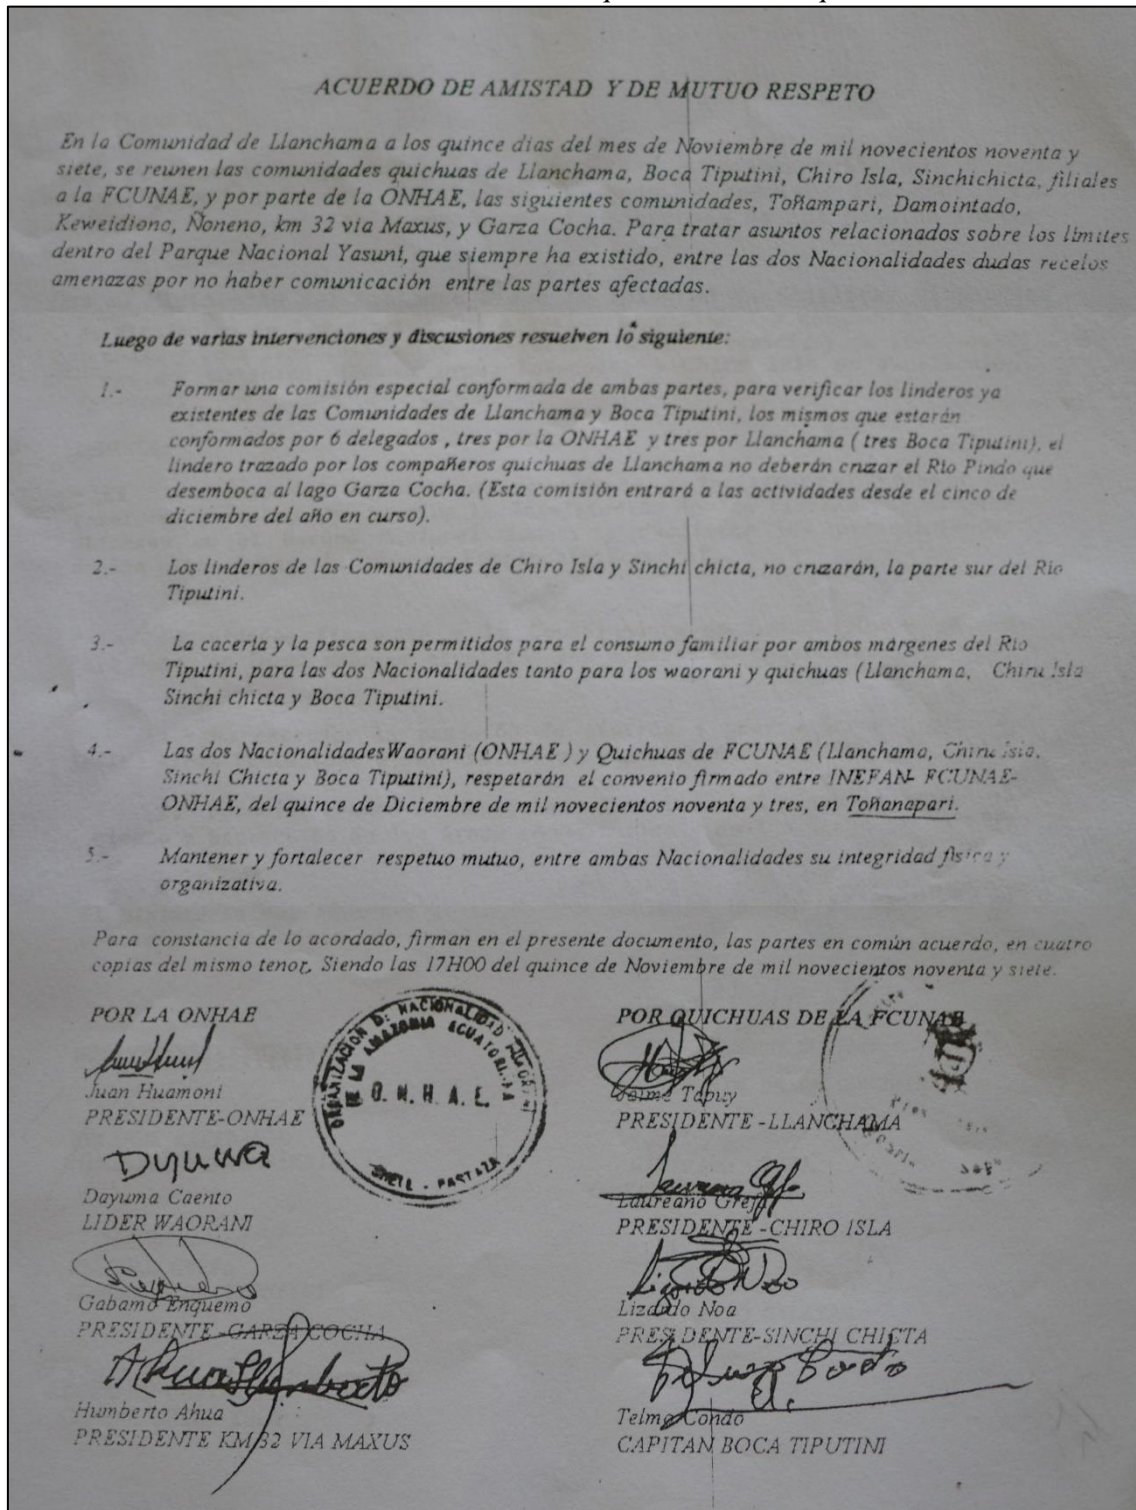 ACUERDO DE AMISTAD Y DE MUTUO RESPETO
En la Comunidad de Llanchama a los quince dias del mes de Noviembre de mil novecientos noventa y
siete, se reunen las comunidades quichuas de Llanchama, Boca Tiputini, Chiro Isla, Sinchichicta, filiales
a la FCUNAE, y por parte de la ONHAE, las siguientes comunidades, Toñampari, Damointado,
Keweidiono, Ñoneno, km 32 via Maxus, y Garza Cocha. Para tratar asuntos relacionados sobre los límites
dentro del Parque Nacional Yasuní, que siempre ha existido, entre las dos Nacionalidades dudas recelos
amenazas por no haber comunicación entre las partes afectadas.
Luego de varias intervenciones y discusiones resuelven lo siguiente:
1.- Formar una comisión especial conformada de ambas partes, para verificar los linderos ya
existentes de las Comunidades de Llanchama y Boca Tiputini, los mismos que estarán
conformados por 6 delegados , tres por la ONHAE y tres por Llanchama ( tres Boca Tiputini), el
lindero trazado por los compañeros quichuas de Llanchama no deberán cruzar el Río Pindo que
desemboca al lago Garza Cocha. (Esta comisión entrará a las actividades desde el cinco de
diciembre del año en curso).
2.- Los linderos de las Comunidades de Chiro Isla y Sinchi chicta, no cruzarán, la parte sur del Río
Tiputini.
3.- La cacería y la pesca son permitidos para el consumo familiar por ambos márgenes del Río
Tiputini, para las dos Nacionalidades tanto para los waorani y quichuas (Llanchama, Chiru Isla
Sinchi chicta y Boca Tiputini.
4.- Las dos Nacionalidades Waorani (ONHAE ) y Quichuas de FCUNAE (Llanchama, Chiru Isla,
Sinchi Chicta y Boca Tiputini), respetarán el convenio firmado entre INEFAN- FCUNAE-
ONHAE, del quince de Diciembre de mil novecientos noventa y tres, en Toñanapari.
5.- Mantener y fortalecer respetuo mutuo, entre ambas Nacionalidades su integridad física y
organizativa.
Para constancia de lo acordado, firman en el presente documento, las partes en común acuerdo, en cuatro
copias del mismo tenor. Siendo las 17H00 del quince de Noviembre de mil novecientos noventa y siete.
POR LA ONHAE
Juan Huamoni
PRESIDENTE-ONHAE
Dayuma Caento
LIDER WAORANI
Gabamo Enquemo
PRESIDENTE-GARZA COCHA
Humberto Ahua
PRESIDENTE KM 32 VIA MAXUS
O. N. H. A. E.
SHELL - PASTAZA
POR QUICHUAS DE LA FCUNAE
Jaime Tapuy
PRESIDENTE -LLANCHAMA
Laureano Grefa
PRESIDENTE -CHIRO ISLA
Lizardo Noa
PRESIDENTE-SINCHI CHICTA
Telmo Condo
CAPITAN BOCA TIPUTINI